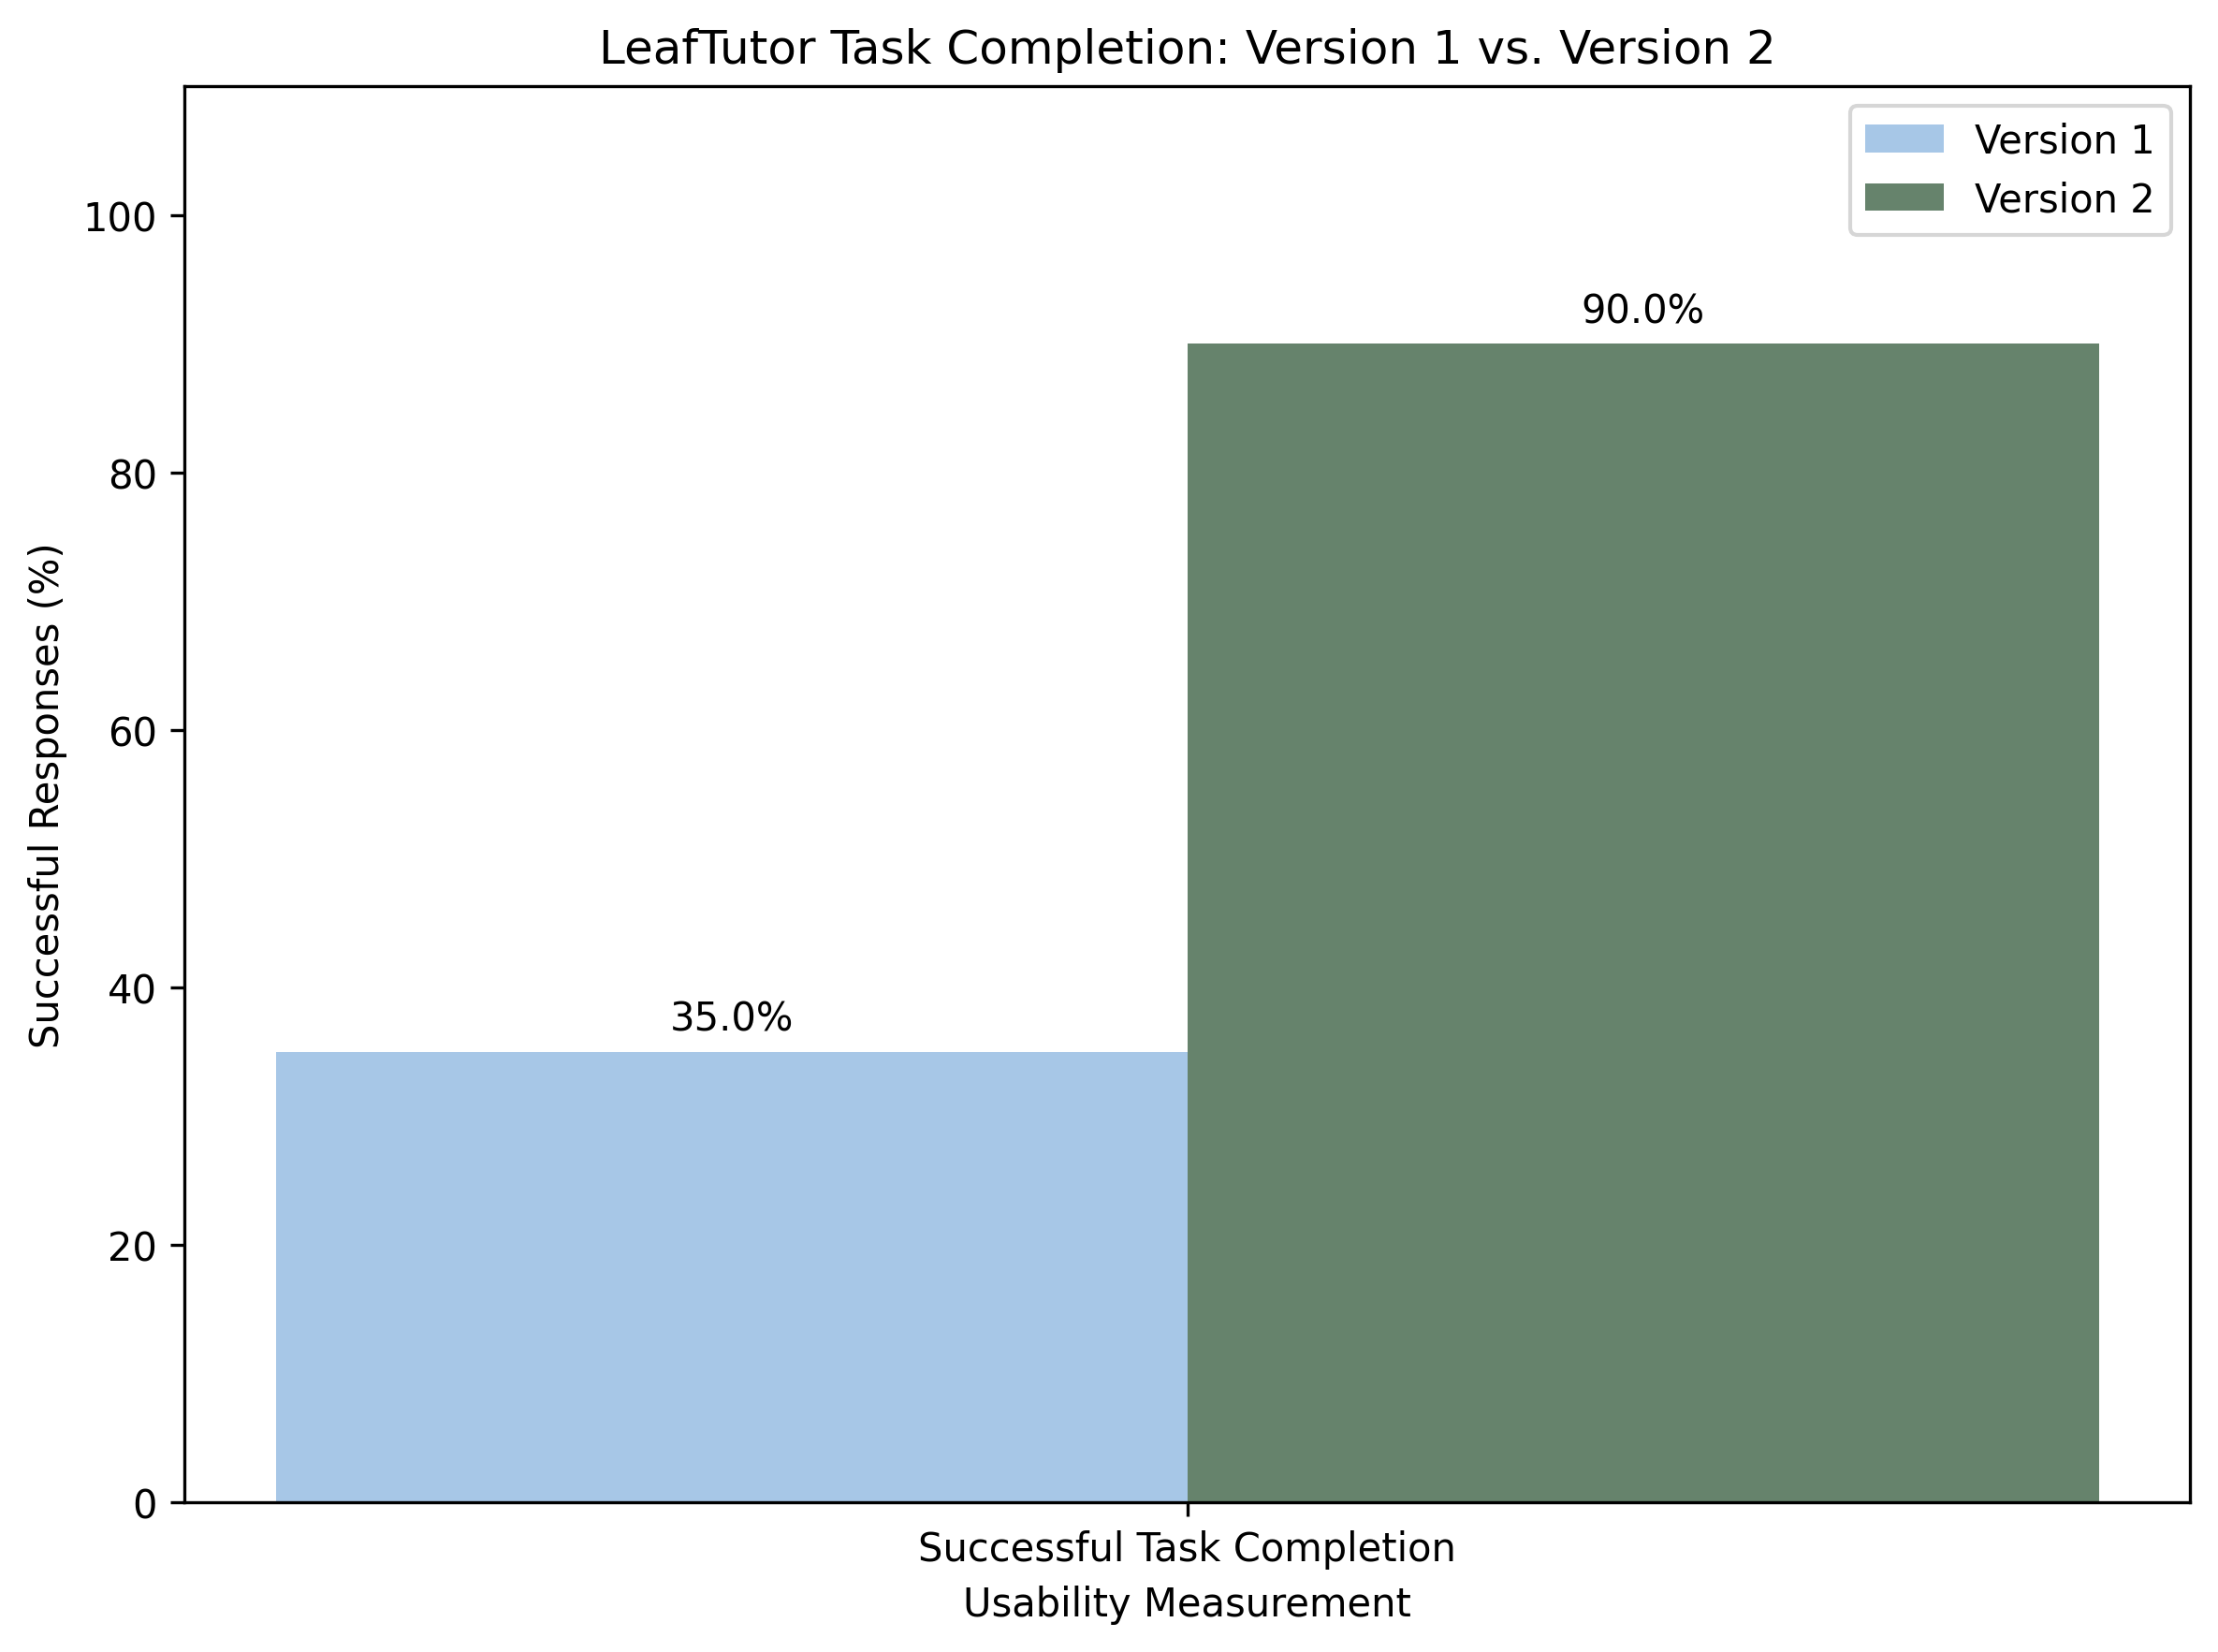 LeafTutor Task Completion: Version 1 vs. Version 2
Version 1
Version 2
Successful Responses (%)
100
80
60
40
20
0
90.0%
35.0%
Successful Task Completion
Usability Measurement